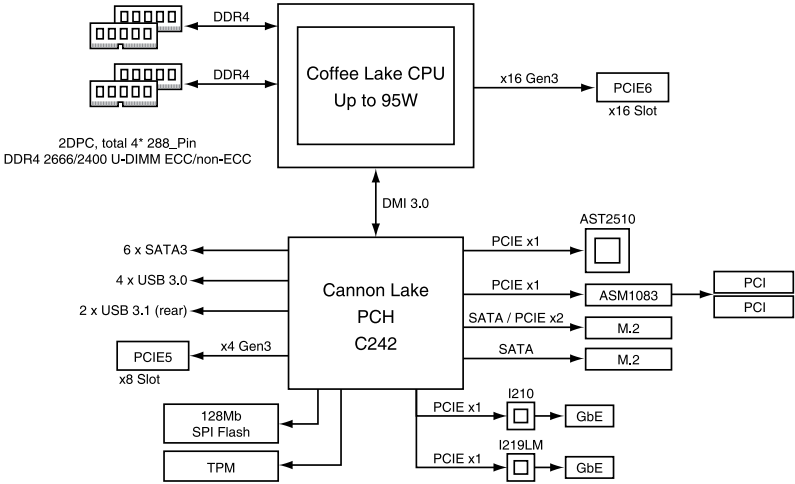 DDR4
DDR4
Coffee Lake CPU
Up to 95W
x16 Gen3
PCIE6
x16 Slot
2DPC, total 4* 288_Pin
DDR4 2666/2400 U-DIMM ECC/non-ECC
DMI 3.0
AST2510
6 x SATA3
PCIE x1
4 x USB 3.0
PCIE x1
ASM1083
PCI
PCI
2 x USB 3.1 (rear)
Cannon Lake
PCH
C242
SATA / PCIE x2
M.2
PCIE5
x8 Slot
x4 Gen3
SATA
M.2
128Mb
SPI Flash
PCIE x1
I210
GbE
TPM
PCIE x1
I219LM
GbE